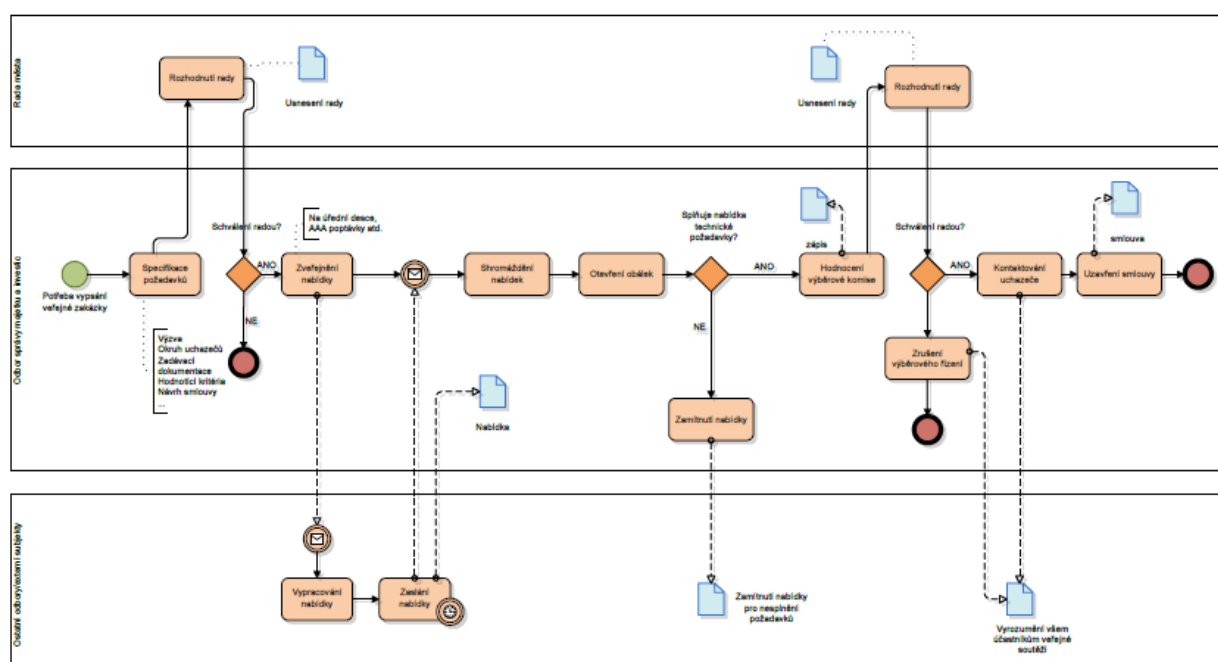 Rada města
Rozhodnutí rady
Usnesení rady
Usnesení rady
Rozhodnutí rady
Odbor správy majetku a investic
Potřeba vypsání
veřejné zakázky
Specifikace
požadavků
Výzva
Okruh uchazečů
Zadávací
dokumentace
Hodnotící kritéria
Návrh smlouvy
...
Schválení radou?
ANO
NE
Na úřední desce,
AAA poptávky atd.
Zveřejnění
nabídky
Shromáždění
nabídek
Otevření obálek
Splňuje nabídka
technické
požadavky?
ANO
NE
Zamítnutí nabídky
Nabídka
zápis
Hodnocení
výběrové komise
Schválení radou?
ANO
Kontaktování
uchazeče
smlouva
Uzavření smlouvy
Zrušení
výběrového řízení
Ostatní odbory/externí subjekty
Vypracování
nabídky
Zaslání
nabídky
Zamítnutí nabídky
pro nesplnění
požadavků
Vyrozumění všem
účastníkům veřejné
soutěži